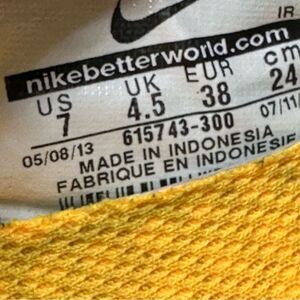 IR
nikebetterworld.com
US UK EUR cm
7 4.5 38 24
615743-300
05/08/13 07/11/
MADE IN INDONESIA
FABRIQUE EN INDONESIE